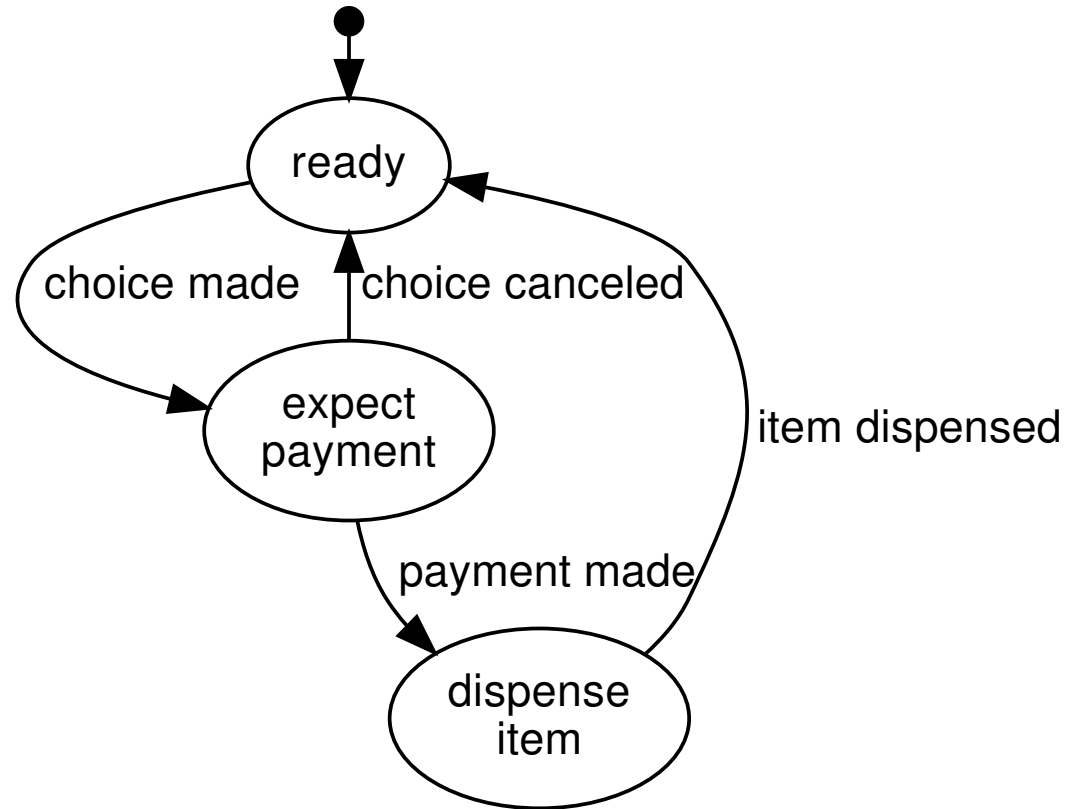 ready
choice made
choice canceled
expect
payment
item dispensed
payment made
dispense
item